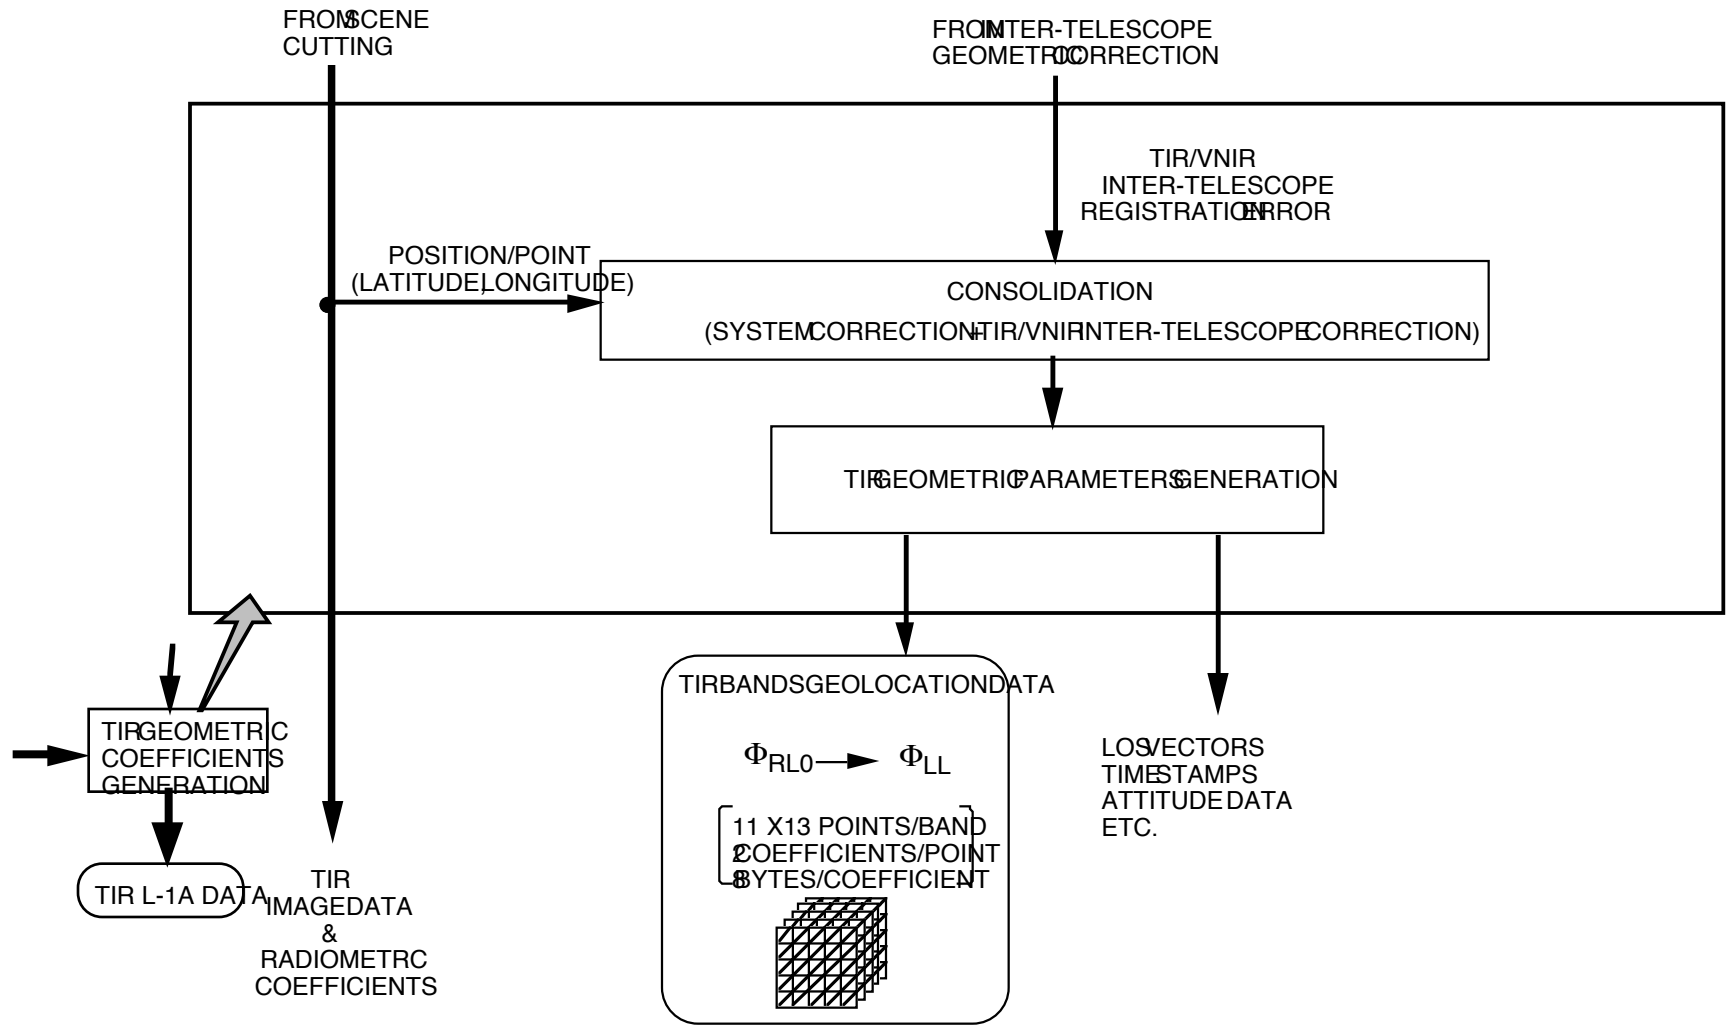 FROM SCENE
CUTTING
FROM INTER-TELESCOPE
GEOMETRIC CORRECTION
TIR/VNIR
INTER-TELESCOPE
REGISTRATION ERROR
POSITION/POINT
(LATITUDE, LONGITUDE)
CONSOLIDATION
(SYSTEM CORRECTION + TIR/VNIR INTER-TELESCOPE CORRECTION)
TIR GEOMETRIC PARAMETERS GENERATION
TIR GEOMETRIC
COEFFICIENTS
GENERATION
TIR L-1A DATA
TIR
IMAGE DATA
&
RADIOMETRC
COEFFICIENTS
TIR BANDS GEOLOCATION DATA
ΦRL0 ΦLL
11 X 13 POINTS/BAND
2 COEFFICIENTS/POINT
8 BYTES/COEFFICIENT
LOS VECTORS
TIME STAMPS
ATTITUDE DATA
ETC.